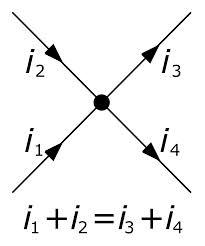 i₂ i₃
i₁ i₄
i₁+i₂=i₃+i₄